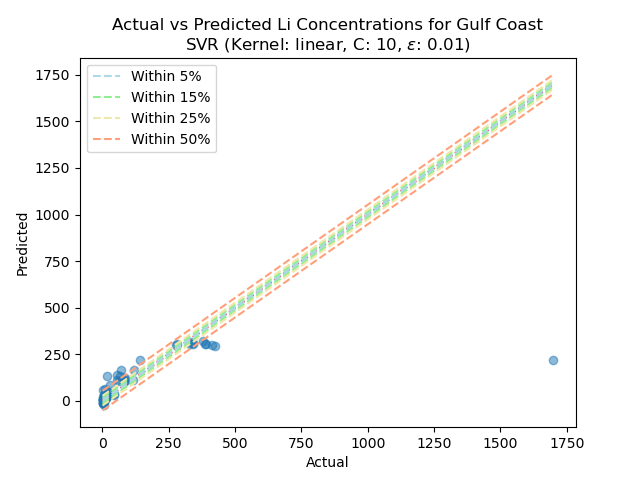 Actual vs Predicted Li Concentrations for Gulf Coast
SVR (Kernel: linear, C: 10, ε: 0.01)
Within 5%
Within 15%
Within 25%
Within 50%
1750
1500
1250
1000
750
500
250
0
Predicted
0 250 500 750 1000 1250 1500 1750
Actual